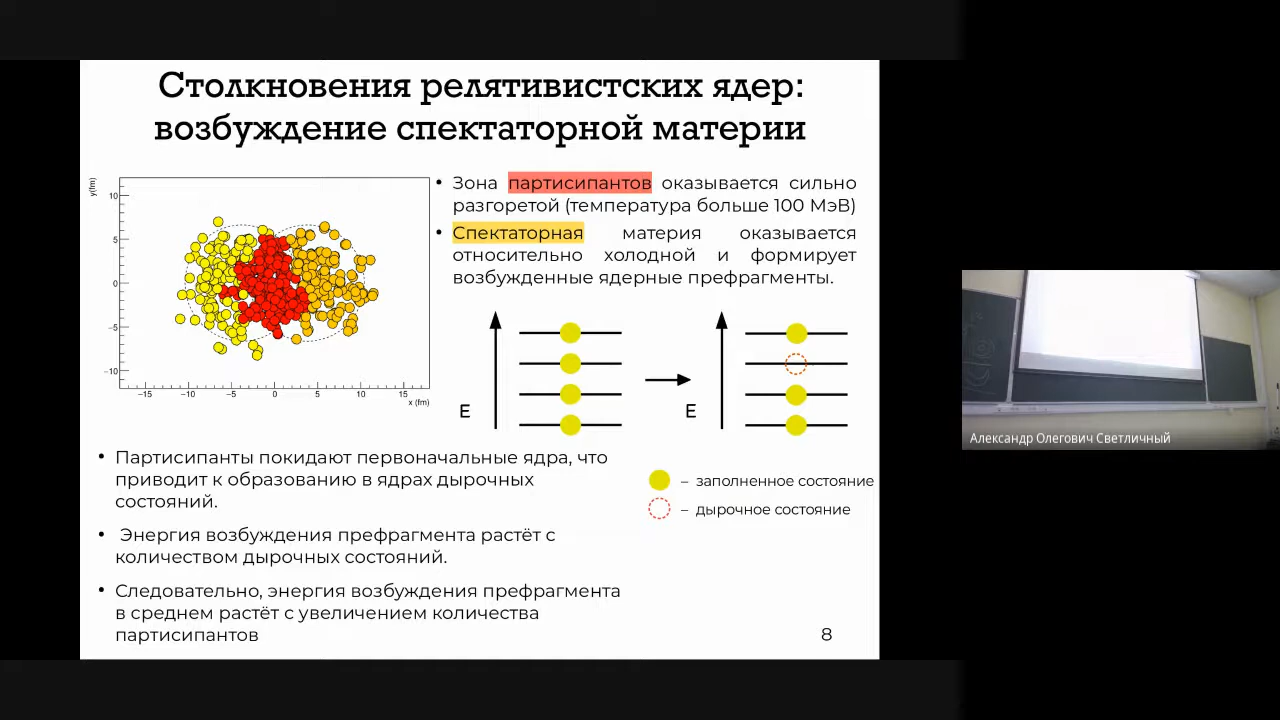 Столкновения релятивистских ядер:
возбуждение спектаторной материи
y(fm)
10
5
0
−5
−10
−15
−10
−5
0
5
10
15
x (fm)
• Зона партисипантов оказывается сильно
разгоретой (температура больше 100 МэВ)
• Спектаторная материя оказывается
относительно холодной и формирует
возбужденные ядерные префрагменты.
E
E
• Партисипанты покидают первоначальные ядра, что
приводит к образованию в ядрах дырочных
состояний.
• Энергия возбуждения префрагмента растёт с
количеством дырочных состояний.
• Следовательно, энергия возбуждения префрагмента
в среднем растёт с увеличением количества
партисипантов
– заполненное состояние
– дырочное состояние
8
Александр Олегович Светличный